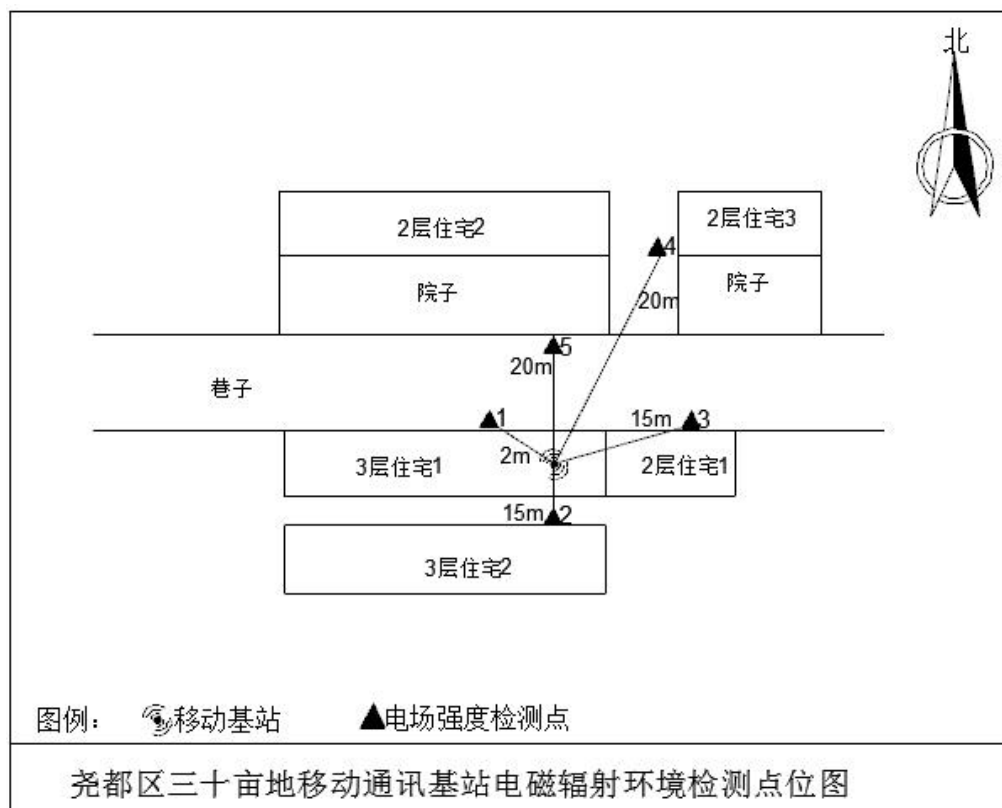 北
2层住宅2
2层住宅3
4
院子
院子
20m
5
20m
巷子
1
15m
3
2m
3层住宅1
2层住宅1
15m
2
3层住宅2
图例：
移动基站
电场强度检测点
尧都区三十亩地移动通讯基站电磁辐射环境检测点位图